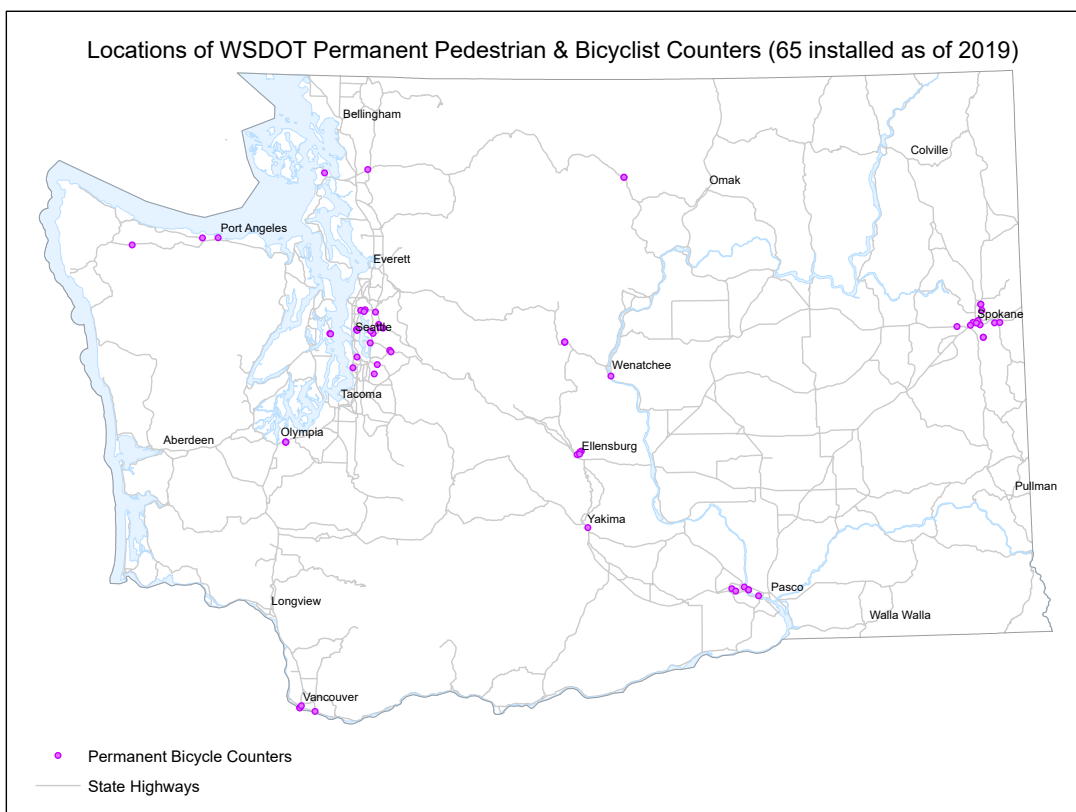 Locations of WSDOT Permanent Pedestrian & Bicyclist Counters (65 installed as of 2019)
Bellingham
Colville
Omak
Port Angeles
Everett
Spokane
Seattle
Wenatchee
Tacoma
Olympia
Aberdeen
Ellensburg
Pullman
Yakima
Pasco
Longview
Walla Walla
Vancouver
Permanent Bicycle Counters
State Highways